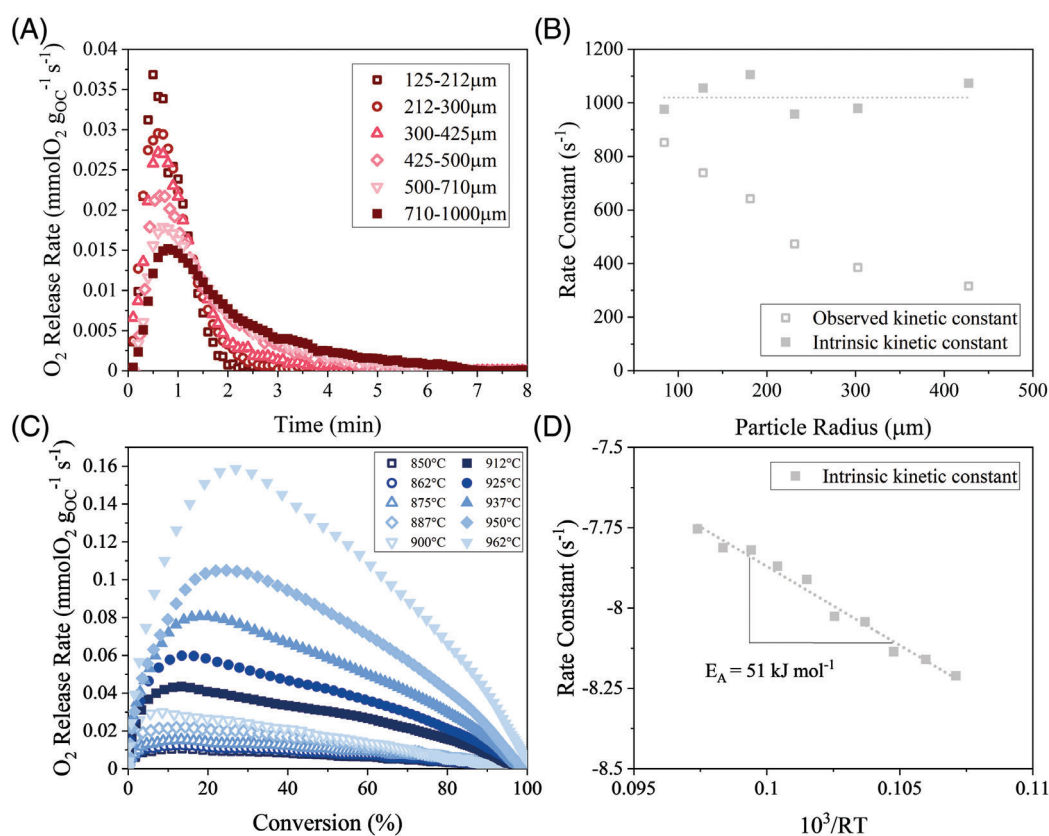 (A)
O₂ Release Rate (mmolO₂ g_OC⁻¹ s⁻¹)
0.04
0.035
0.03
0.025
0.02
0.015
0.01
0.005
0
125-212μm
212-300μm
300-425μm
425-500μm
500-710μm
710-1000μm
0 1 2 3 4 5 6 7 8
Time (min)
(B)
Rate Constant (s⁻¹)
1200
1000
800
600
400
200
0
Observed kinetic constant
Intrinsic kinetic constant
0 100 200 300 400 500
Particle Radius (μm)
(C)
O₂ Release Rate (mmolO₂ g_OC⁻¹ s⁻¹)
0.16
0.14
0.12
0.1
0.08
0.06
0.04
0.02
0
850°C 912°C
862°C 925°C
875°C 937°C
887°C 950°C
900°C 962°C
0 20 40 60 80 100
Conversion (%)
(D)
Rate Constant (s⁻¹)
-7.5
-7.75
-8
-8.25
-8.5
Intrinsic kinetic constant
E_A = 51 kJ mol⁻¹
0.095 0.1 0.105 0.11
10³/RT